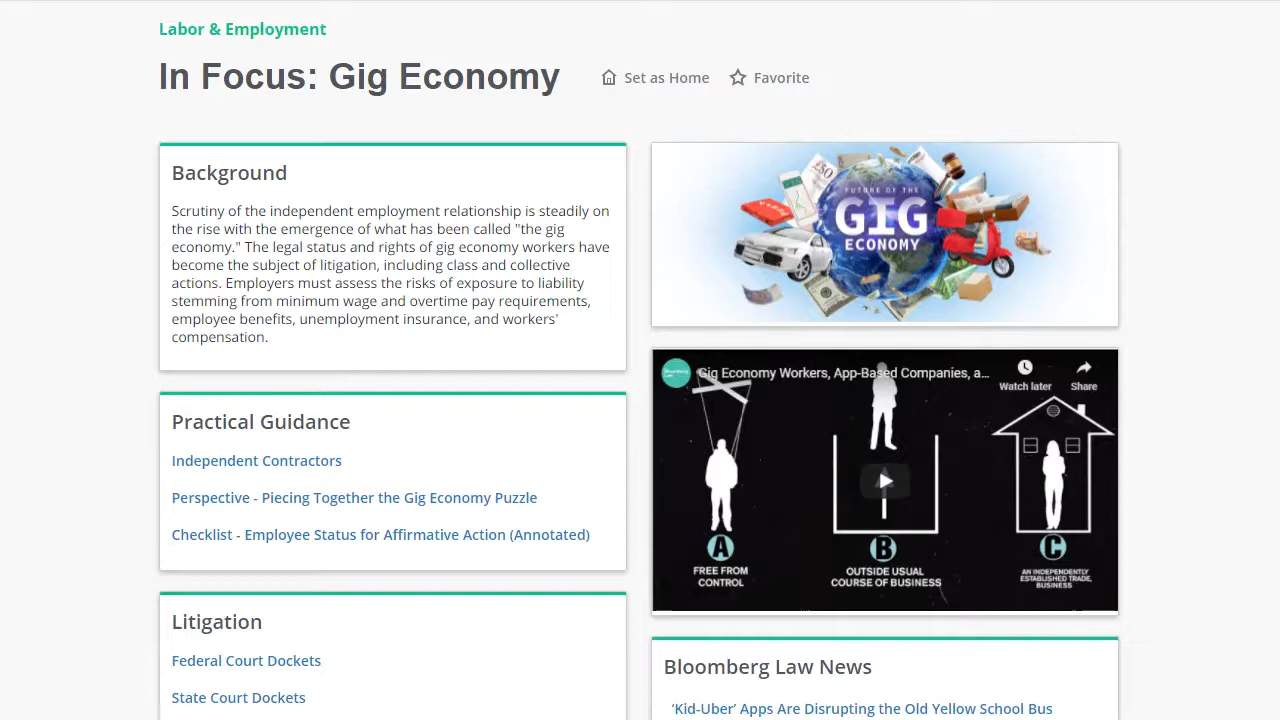 Labor & Employment
In Focus: Gig Economy
Set as Home
Favorite
Background
Scrutiny of the independent employment relationship is steadily on
the rise with the emergence of what has been called "the gig
economy." The legal status and rights of gig economy workers have
become the subject of litigation, including class and collective
actions. Employers must assess the risks of exposure to liability
stemming from minimum wage and overtime pay requirements,
employee benefits, unemployment insurance, and workers'
compensation.
Practical Guidance
Independent Contractors
Perspective - Piecing Together the Gig Economy Puzzle
Checklist - Employee Status for Affirmative Action (Annotated)
Litigation
Federal Court Dockets
State Court Dockets
£50
FUTURE OF THE
GIG
ECONOMY
Bloomberg
Law
Gig Economy Workers, App-Based Companies, a...
Watch later
Share
A
FREE FROM
CONTROL
B
OUTSIDE USUAL
COURSE OF BUSINESS
C
AN INDEPENDENTLY
ESTABLISHED TRADE,
BUSINESS
Bloomberg Law News
‘Kid-Uber’ Apps Are Disrupting the Old Yellow School Bus